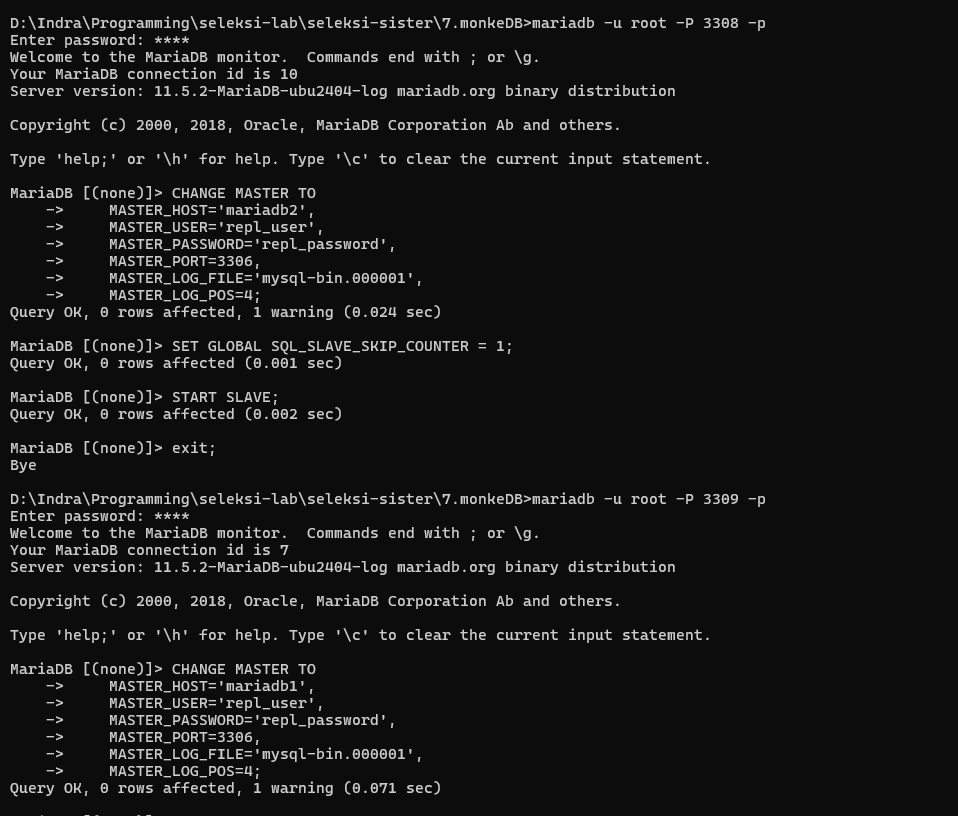 D:\Indra\Programming\seleksi-lab\seleksi-sister\7.monkeDB>mariadb -u root -P 3308 -p
Enter password: ****
Welcome to the MariaDB monitor.  Commands end with ; or \g.
Your MariaDB connection id is 10
Server version: 11.5.2-MariaDB-ubu2404-log mariadb.org binary distribution

Copyright (c) 2000, 2018, Oracle, MariaDB Corporation Ab and others.

Type 'help;' or '\h' for help. Type '\c' to clear the current input statement.

MariaDB [(none)]> CHANGE MASTER TO
    ->     MASTER_HOST='mariadb2',
    ->     MASTER_USER='repl_user',
    ->     MASTER_PASSWORD='repl_password',
    ->     MASTER_PORT=3306,
    ->     MASTER_LOG_FILE='mysql-bin.000001',
    ->     MASTER_LOG_POS=4;
Query OK, 0 rows affected, 1 warning (0.024 sec)

MariaDB [(none)]> SET GLOBAL SQL_SLAVE_SKIP_COUNTER = 1;
Query OK, 0 rows affected (0.001 sec)

MariaDB [(none)]> START SLAVE;
Query OK, 0 rows affected (0.002 sec)

MariaDB [(none)]> exit;
Bye

D:\Indra\Programming\seleksi-lab\seleksi-sister\7.monkeDB>mariadb -u root -P 3309 -p
Enter password: ****
Welcome to the MariaDB monitor.  Commands end with ; or \g.
Your MariaDB connection id is 7
Server version: 11.5.2-MariaDB-ubu2404-log mariadb.org binary distribution

Copyright (c) 2000, 2018, Oracle, MariaDB Corporation Ab and others.

Type 'help;' or '\h' for help. Type '\c' to clear the current input statement.

MariaDB [(none)]> CHANGE MASTER TO
    ->     MASTER_HOST='mariadb1',
    ->     MASTER_USER='repl_user',
    ->     MASTER_PASSWORD='repl_password',
    ->     MASTER_PORT=3306,
    ->     MASTER_LOG_FILE='mysql-bin.000001',
    ->     MASTER_LOG_POS=4;
Query OK, 0 rows affected, 1 warning (0.071 sec)